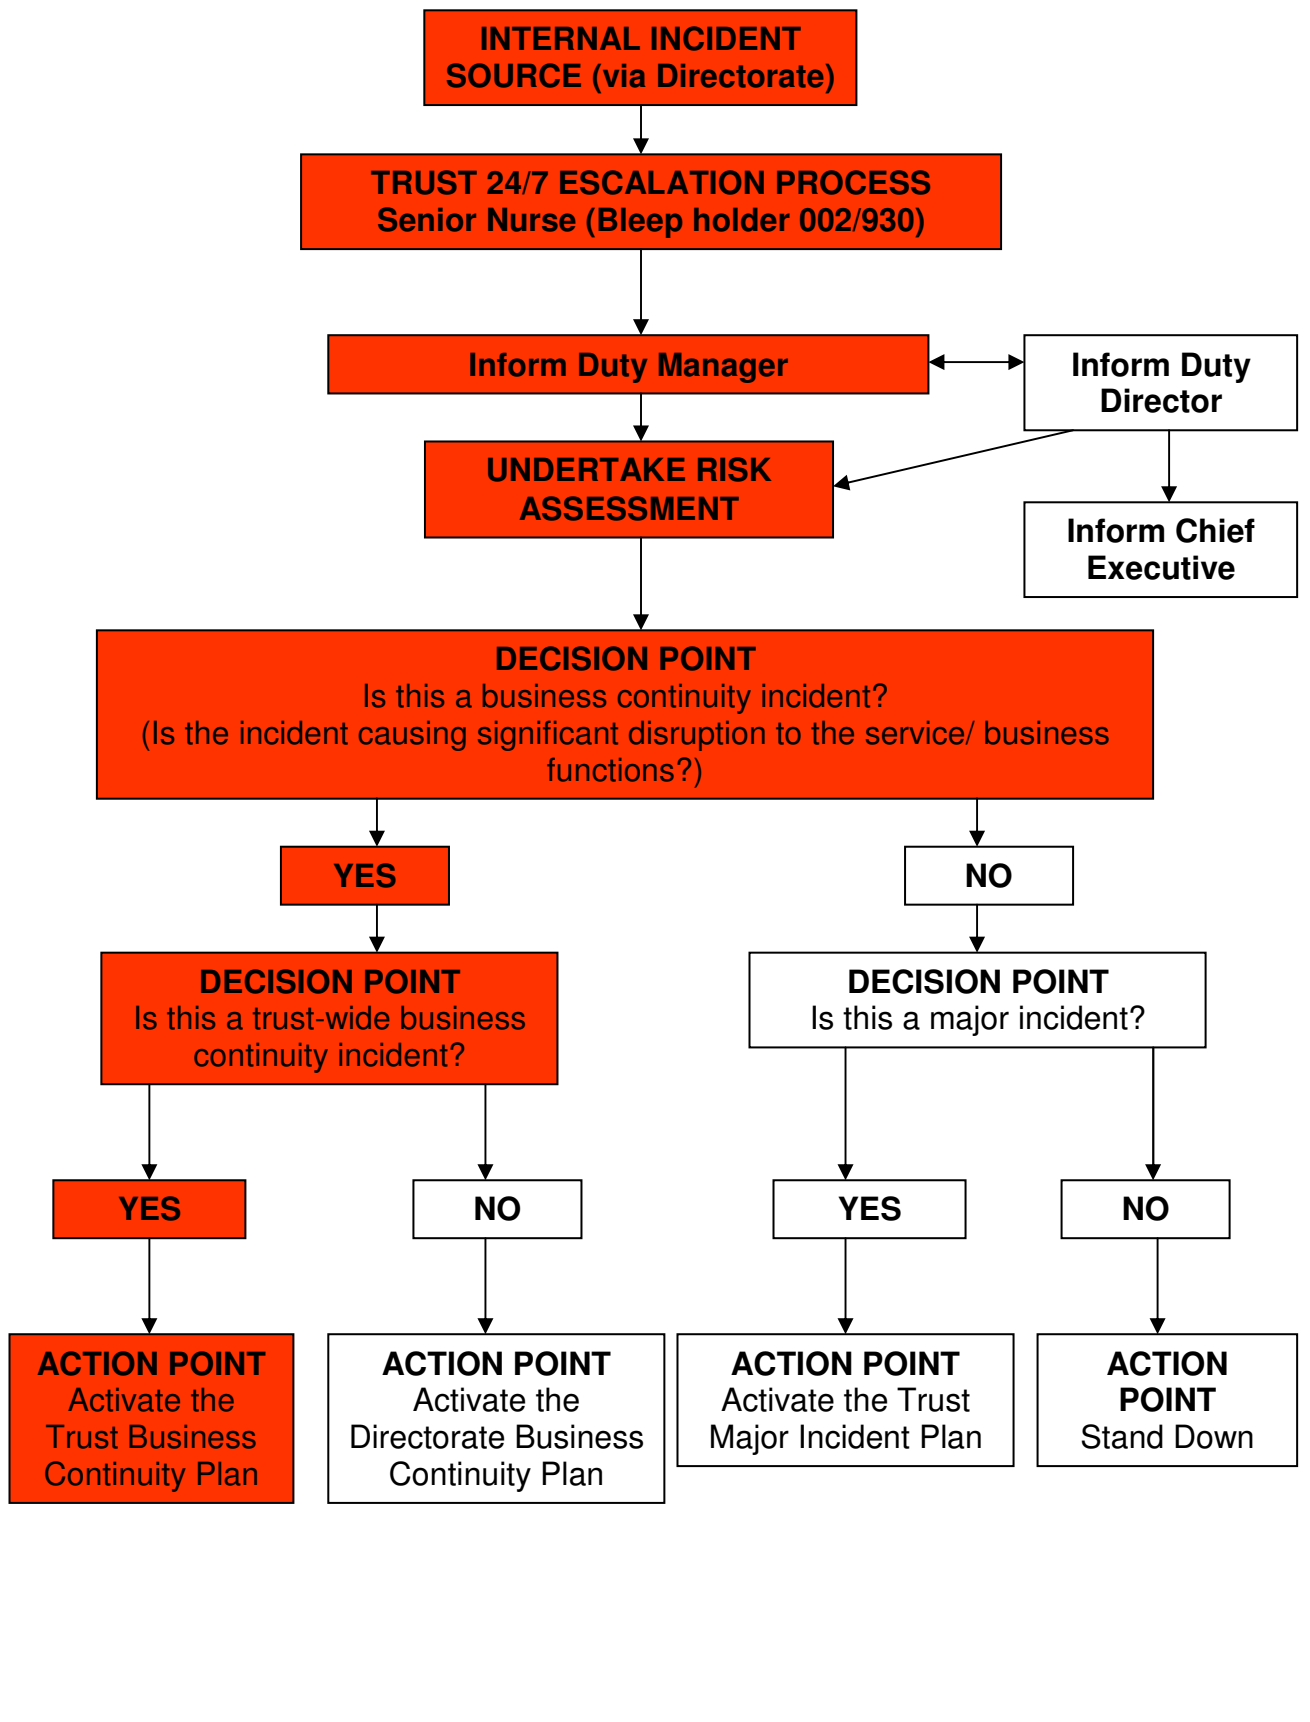 INTERNAL INCIDENT
SOURCE (via Directorate)
TRUST 24/7 ESCALATION PROCESS
Senior Nurse (Bleep holder 002/930)
Inform Duty Manager
Inform Duty
Director
UNDERTAKE RISK
ASSESSMENT
Inform Chief
Executive
DECISION POINT
Is this a business continuity incident?
(Is the incident causing significant disruption to the service/ business
functions?)
YES
NO
DECISION POINT
Is this a trust-wide business
continuity incident?
DECISION POINT
Is this a major incident?
YES
NO
YES
NO
ACTION POINT
Activate the
Trust Business
Continuity Plan
ACTION POINT
Activate the
Directorate Business
Continuity Plan
ACTION POINT
Activate the Trust
Major Incident Plan
ACTION
POINT
Stand Down